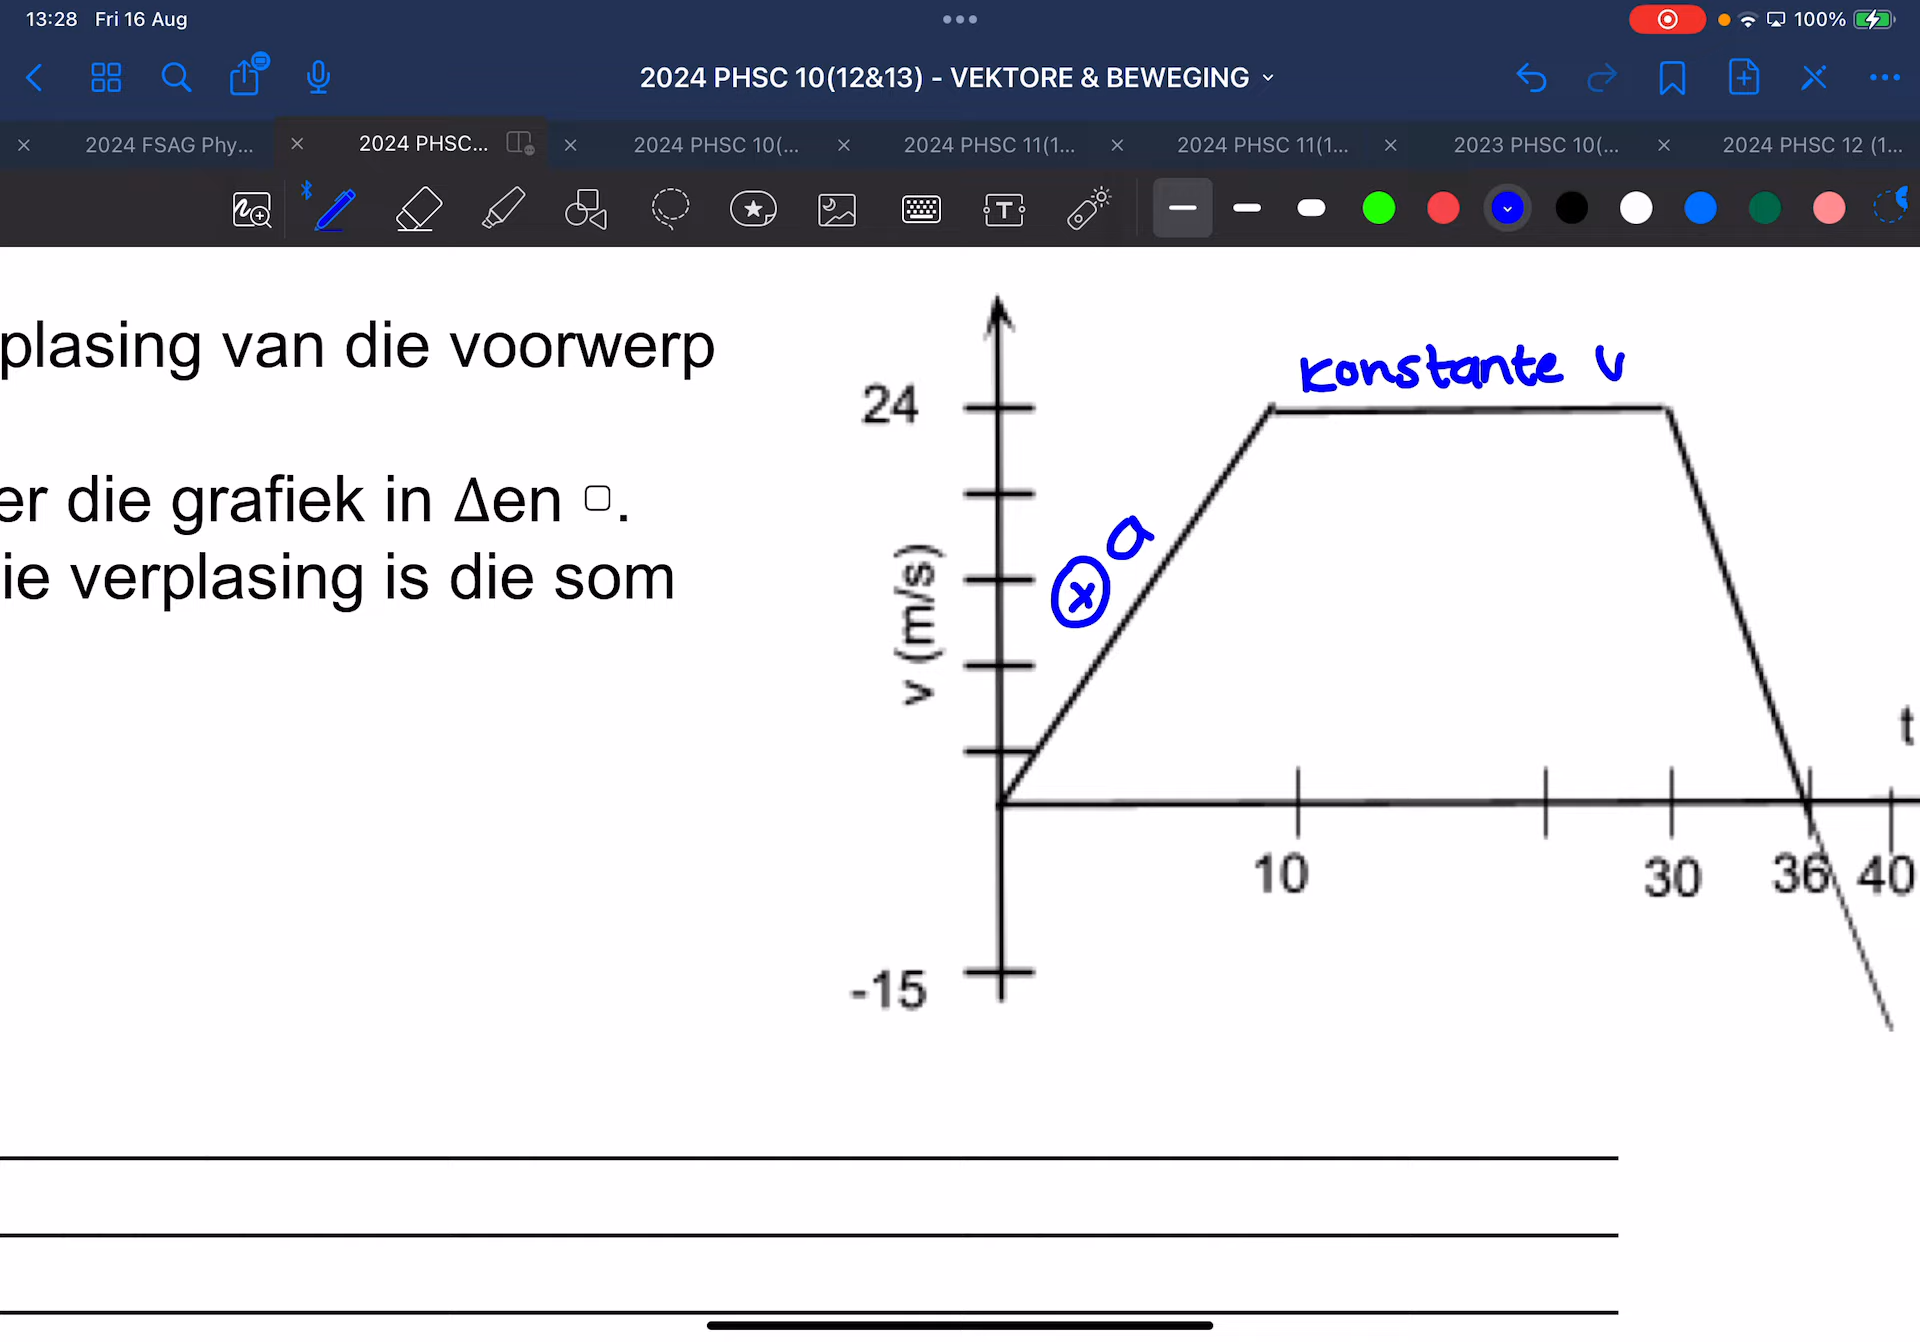 13:28 Fri 16 Aug
100%
2024 PHSC 10(12&13) - VEKTORE & BEWEGING
2024 FSAG Phy...
2024 PHSC...
2024 PHSC 10(...
2024 PHSC 11(1...
2024 PHSC 11(1...
2023 PHSC 10(...
2024 PHSC 12 (1...
plasing van die voorwerp
er die grafiek in Δen ▢.
ie verplasing is die som
konstante v
24
a
x
v (m/s)
t
10
30
36
40
-15